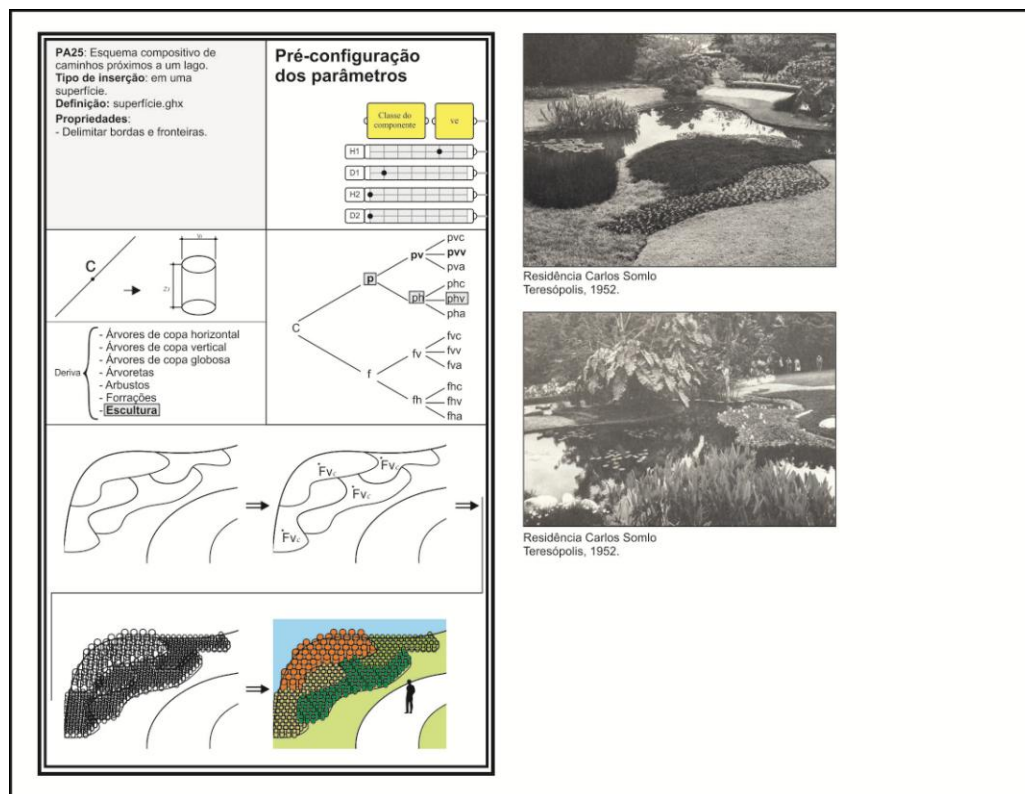 PA25: Esquema compositivo de
caminhos próximos a um lago.
Tipo de inserção: em uma
superfície.
Definição: superfície.ghx
Propriedades:
- Delimitar bordas e fronteiras.
Pré-configuração
dos parâmetros
Classe do
componente
ve
H1
D1
H2
D2
C
Deriva
- Árvores de copa horizontal
- Árvores de copa vertical
- Árvores de copa globosa
- Árvoretas
- Arbustos
- Forrações
- Escultura
C
p
f
pv
ph
fv
fh
pvc
pvv
pva
phc
phv
pha
fvc
fvv
fva
fhc
fhv
fha
Fvc
Fvc
Fvc
Fvc
Residência Carlos Somlo
Teresópolis, 1952.
Residência Carlos Somlo
Teresópolis, 1952.